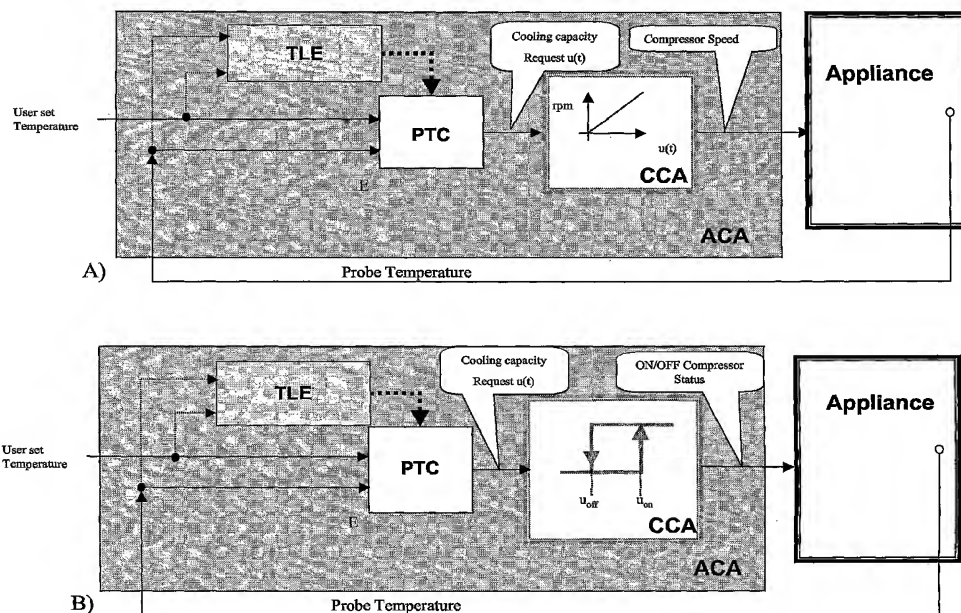 TLE
Cooling capacity
Request u(t)
Compressor Speed
Appliance
User set
Temperature
PTC
rpm
u(t)
CCA
E
ACA
A)
Probe Temperature
TLE
Cooling capacity
Request u(t)
ON/OFF Compressor
Status
Appliance
User set
Temperature
PTC
u_off
u_on
CCA
E
ACA
B)
Probe Temperature